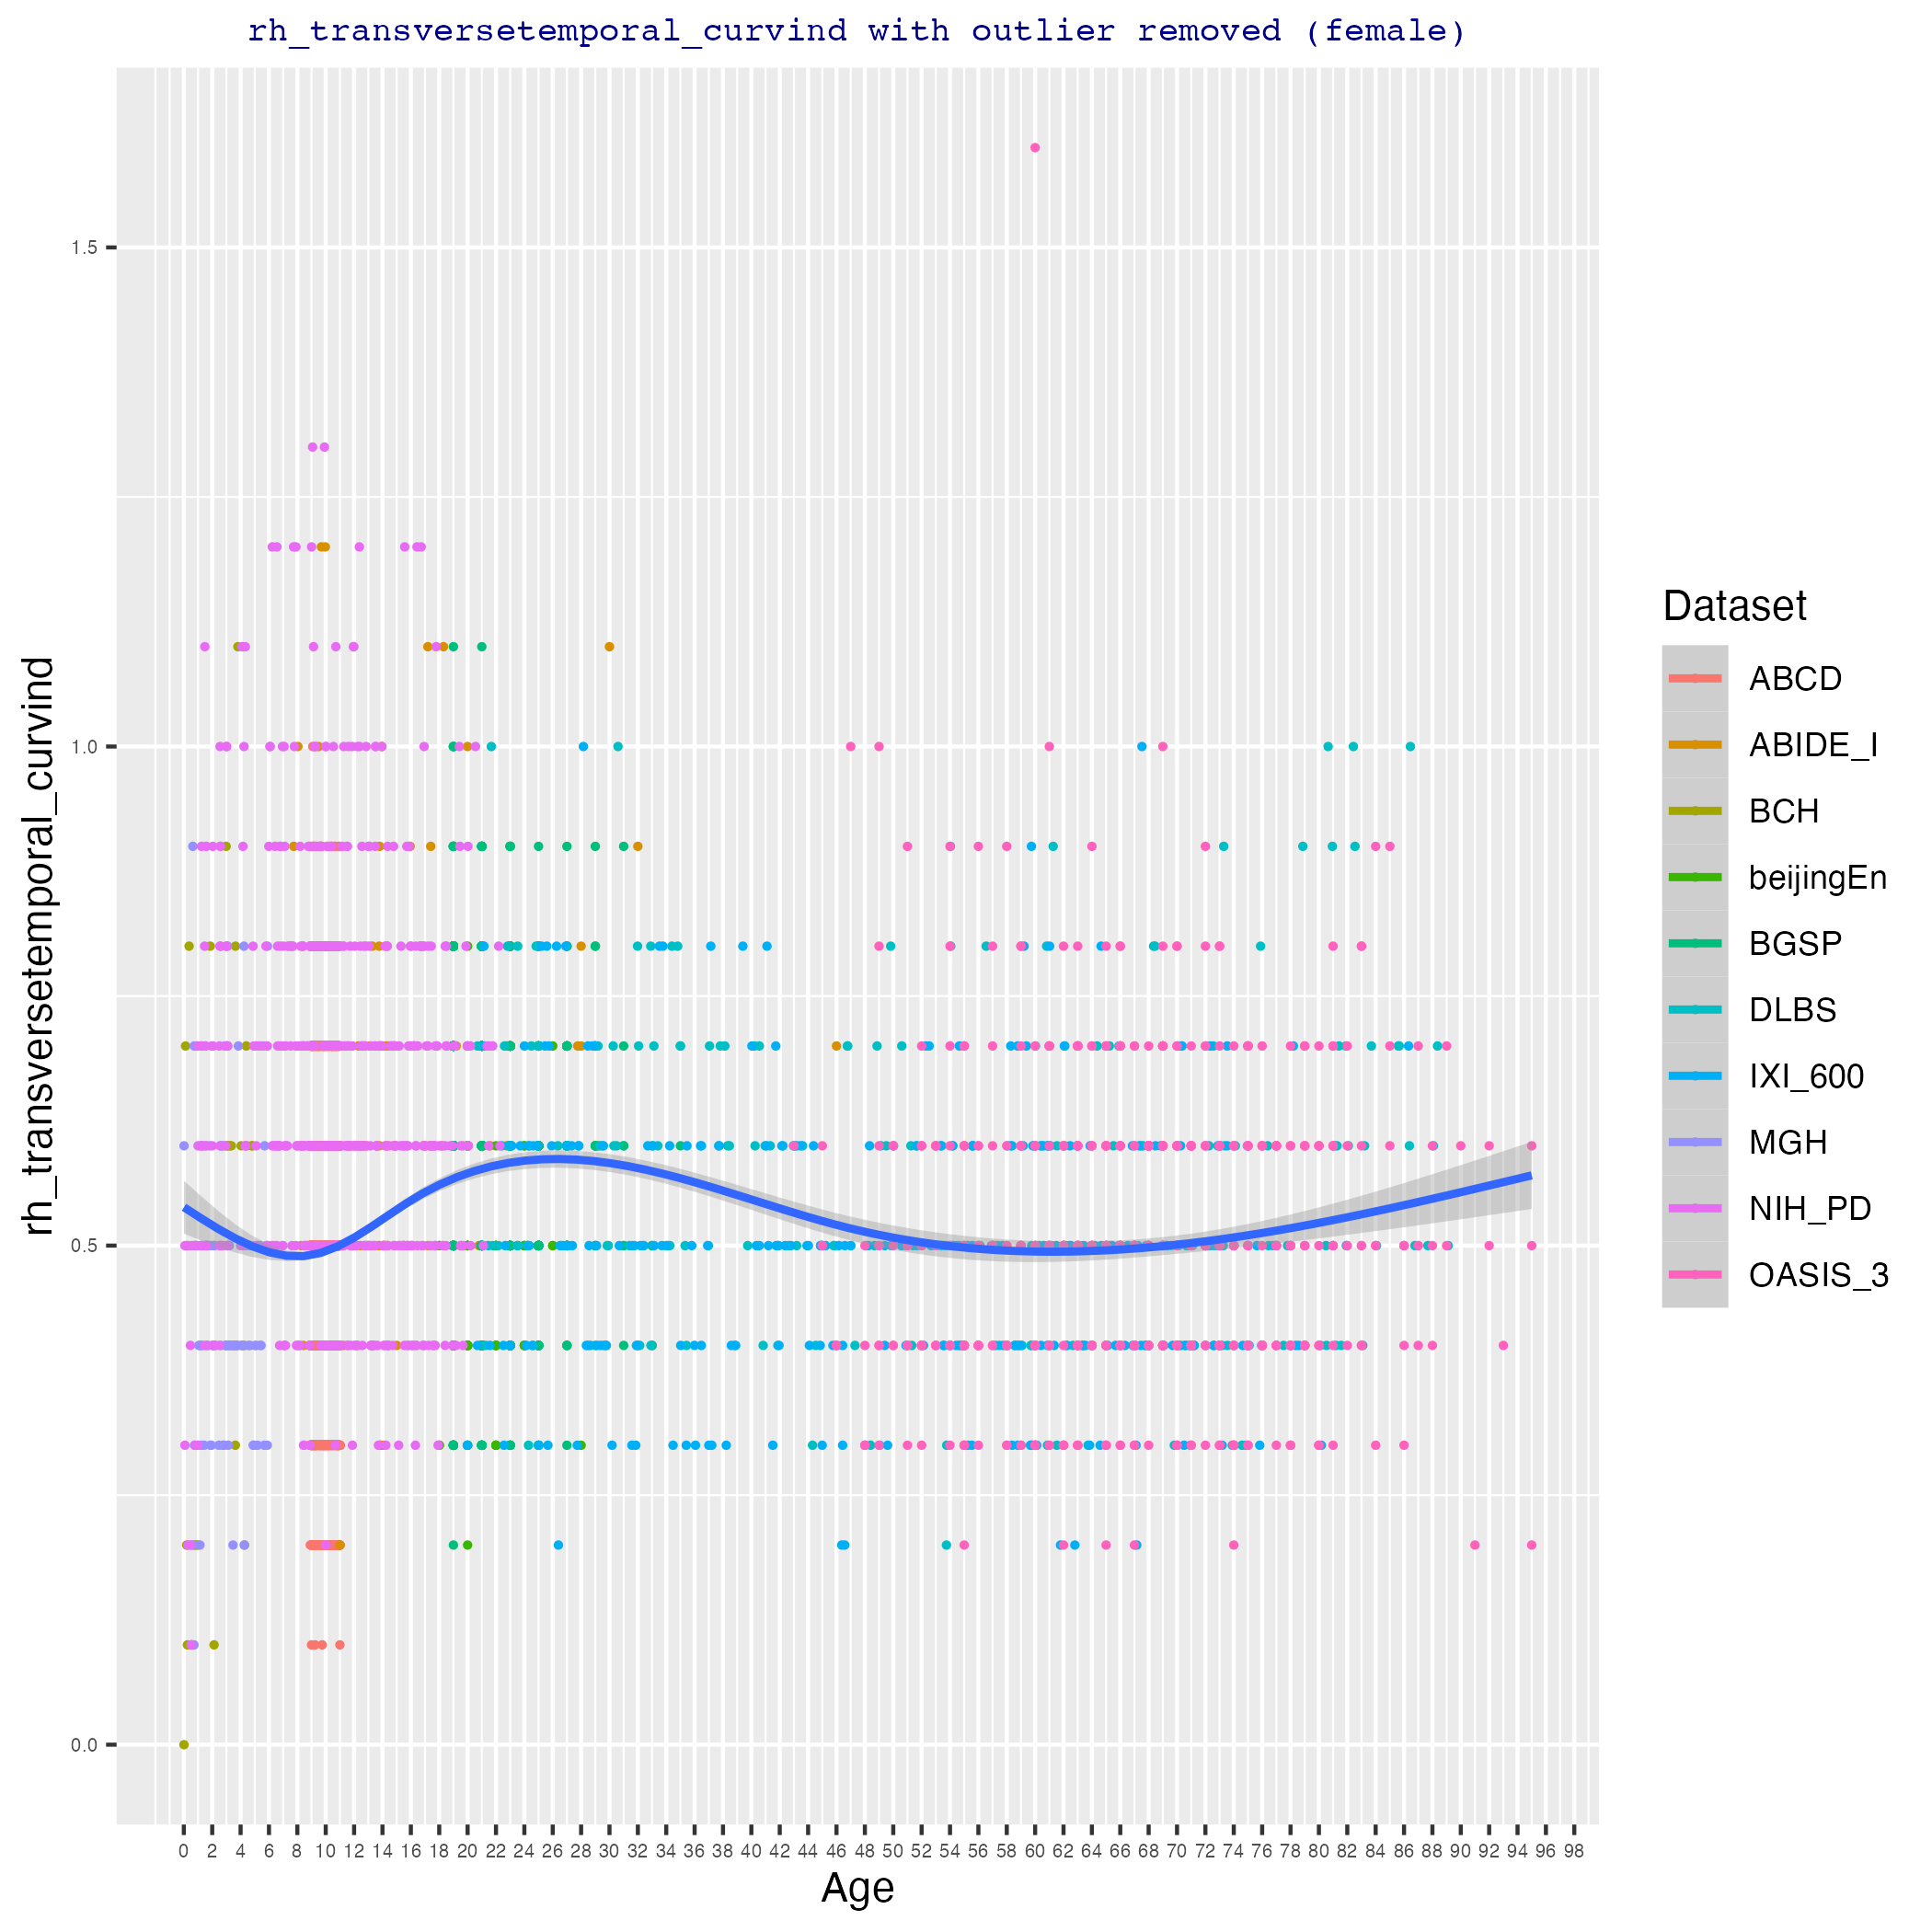 rh_transversetemporal_curvind with outlier removed (female)
rh_transversetemporal_curvind
1.5
1.0
0.5
0.0
0 2 4 6 8 10 12 14 16 18 20 22 24 26 28 30 32 34 36 38 40 42 44 46 48 50 52 54 56 58 60 62 64 66 68 70 72 74 76 78 80 82 84 86 88 90 92 94 96 98
Age
Dataset
ABCD
ABIDE_I
BCH
beijingEn
BGSP
DLBS
IXI_600
MGH
NIH_PD
OASIS_3